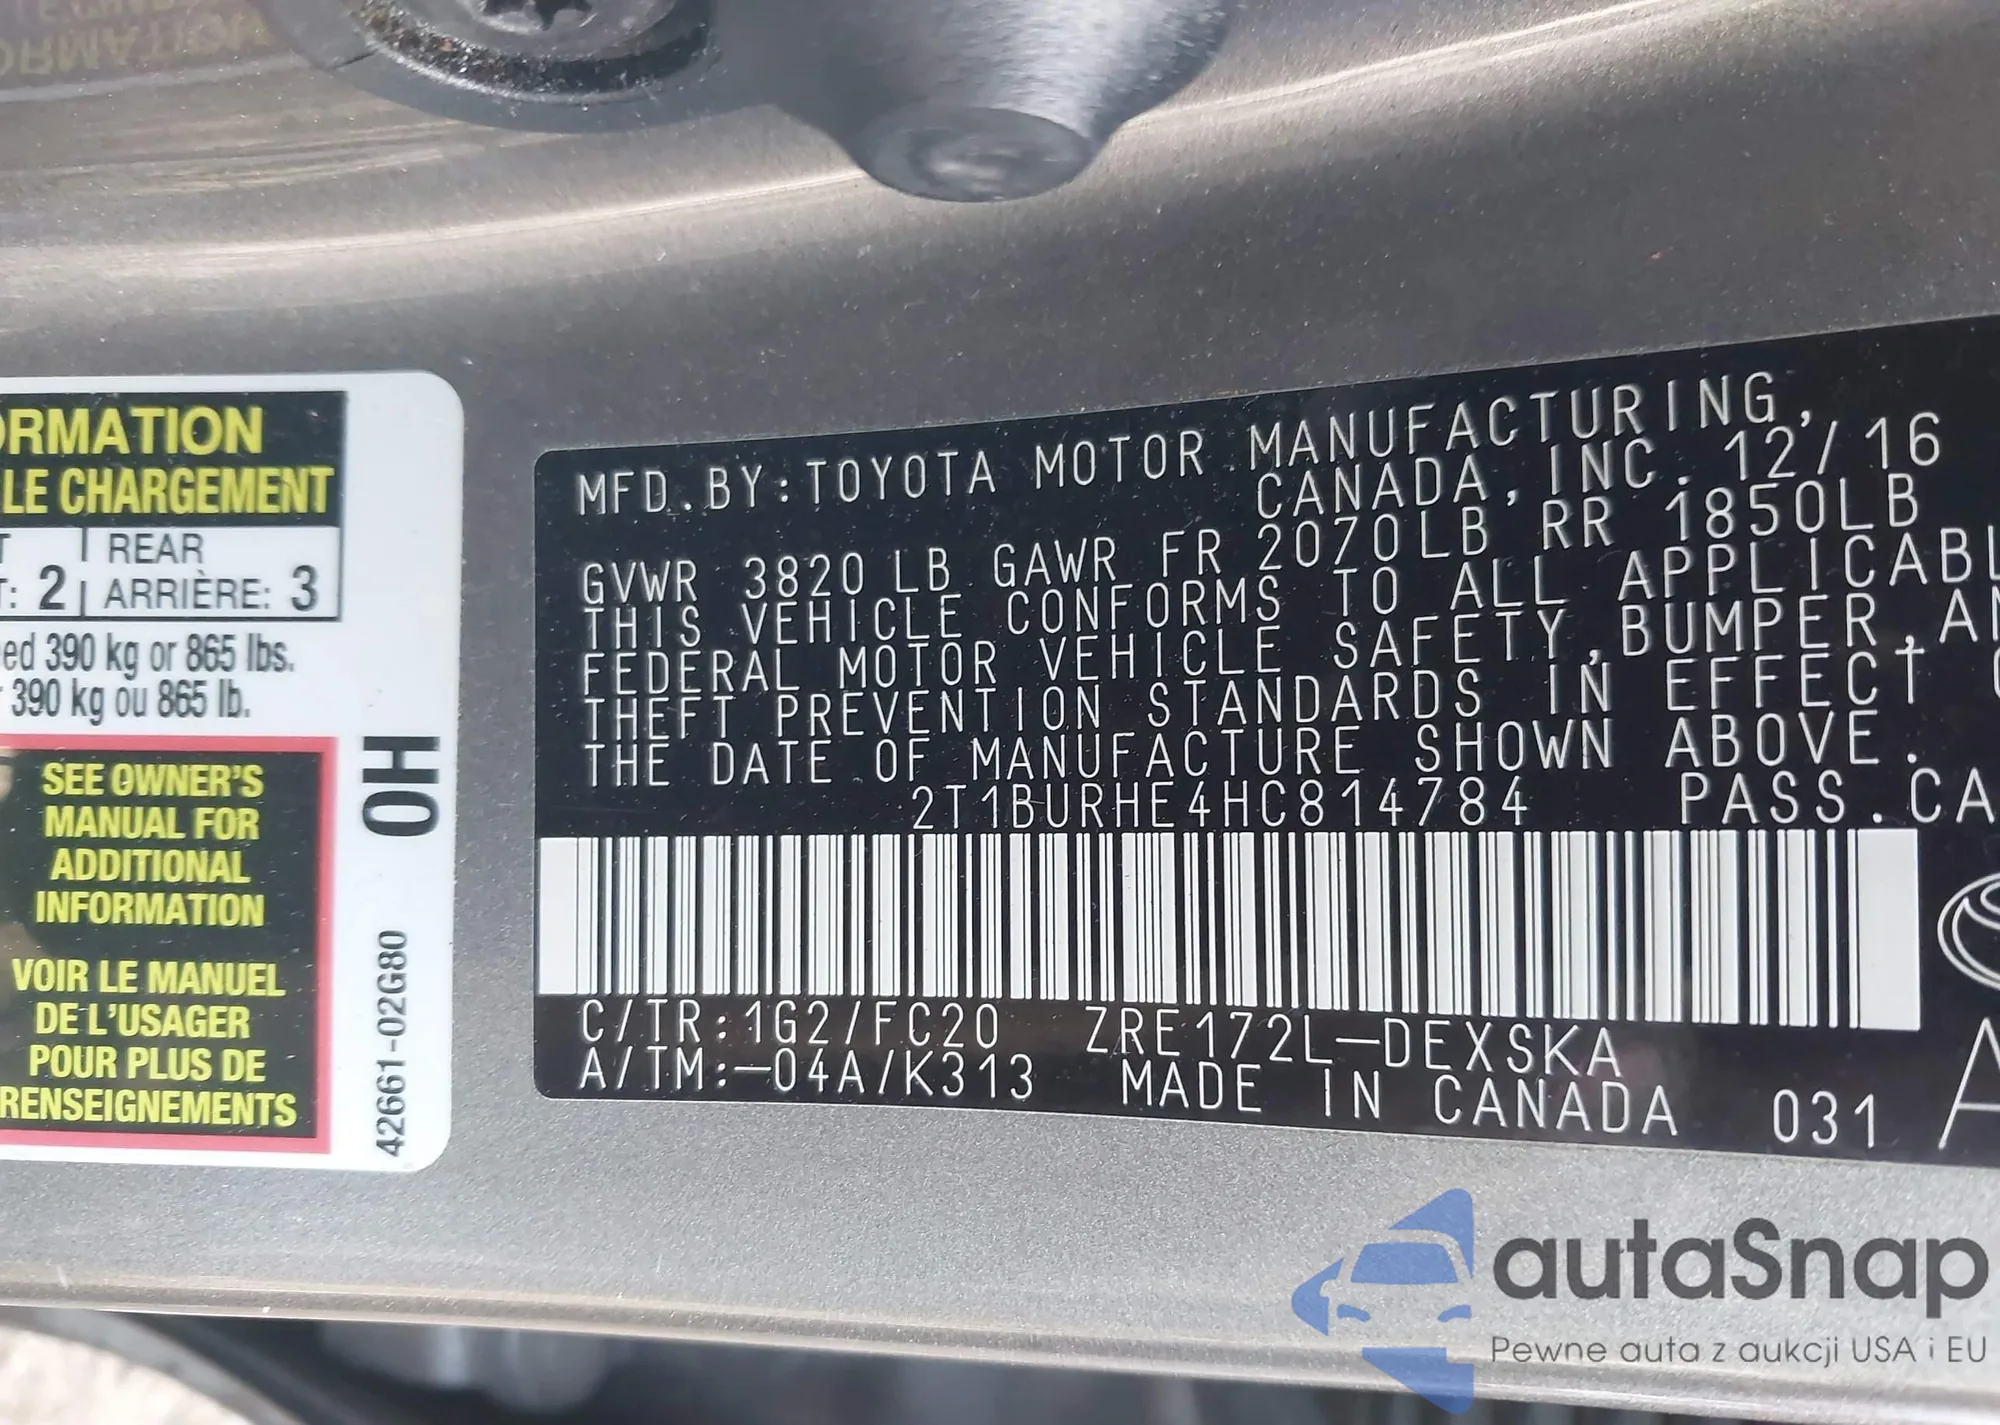 ORMATION
LE CHARGEMENT
REAR
: 2 ARRIÈRE: 3
ed 390 kg or 865 lbs.
390 kg ou 865 lb.
SEE OWNER'S
MANUAL FOR
ADDITIONAL
INFORMATION
VOIR LE MANUEL
DE L'USAGER
POUR PLUS DE
RENSEIGNEMENTS
OH
42661-02G80
MFD.BY:TOYOTA MOTOR MANUFACTURING,
CANADA,INC. 12/16
GVWR 3820LB GAWR FR 2070LB RR 1850LB
THIS VEHICLE CONFORMS TO ALL APPLICABL
FEDERAL MOTOR VEHICLE SAFETY,BUMPER,AN
THEFT PREVENTION STANDARDS IN EFFECT O
THE DATE OF MANUFACTURE SHOWN ABOVE.
2T1BURHE4HC814784 PASS.CA
C/TR:1G2/FC20 ZRE172L-DEXSKA
A/TM:-04A/K313 MADE IN CANADA 031 A
autaSnap
Pewne auta z aukcji USA i EU